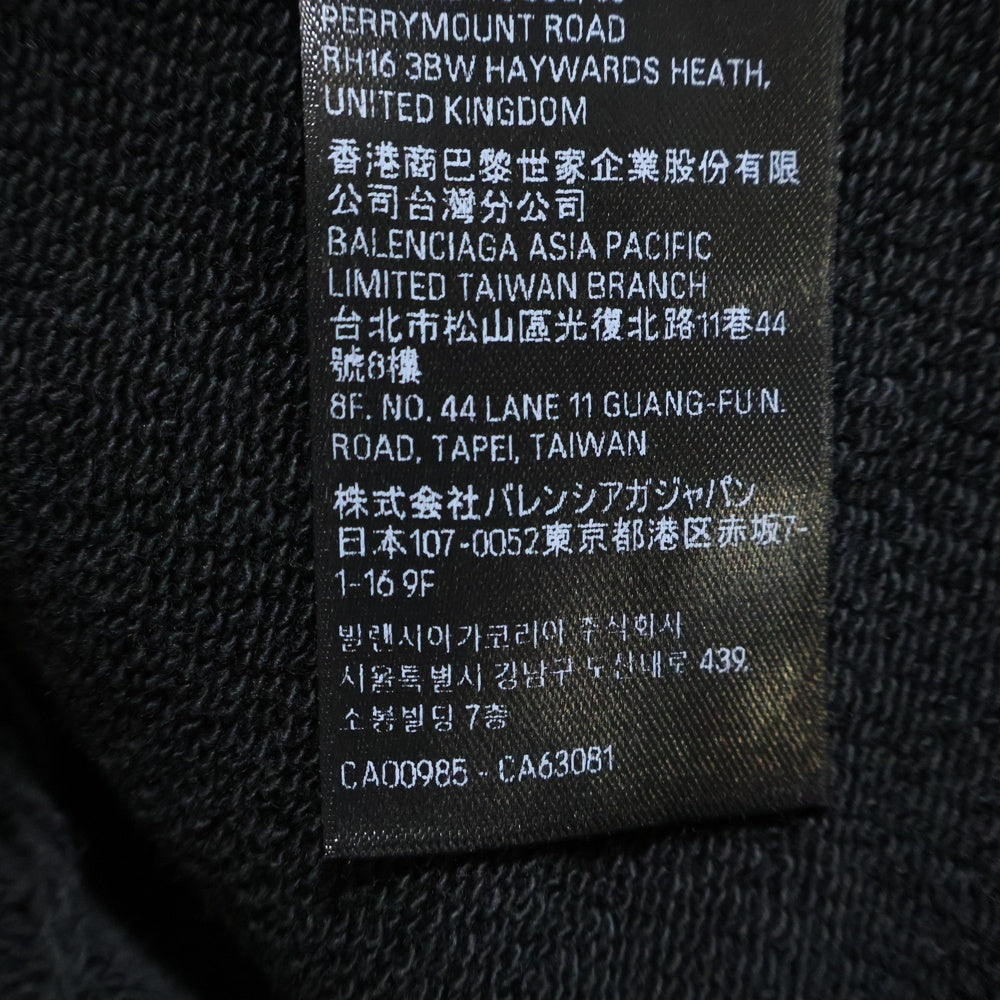 PERRYMOUNT ROAD
RH16 3BW HAYWARDS HEATH,
UNITED KINGDOM
香港商巴黎世家企業股份有限
公司台灣分公司
BALENCIAGA ASIA PACIFIC
LIMITED TAIWAN BRANCH
台北市松山區光復北路11巷44
號8樓
8F. NO. 44 LANE 11 GUANG-FU N.
ROAD, TAPEI, TAIWAN
株式会社バレンシアガジャパン
日本107-0052東京都港区赤坂7-
1-16 9F
발렌시아가코리아 주식회사
서울특별시 강남구 도산대로 439,
소봉빌딩 7층
CA00985 - CA63081